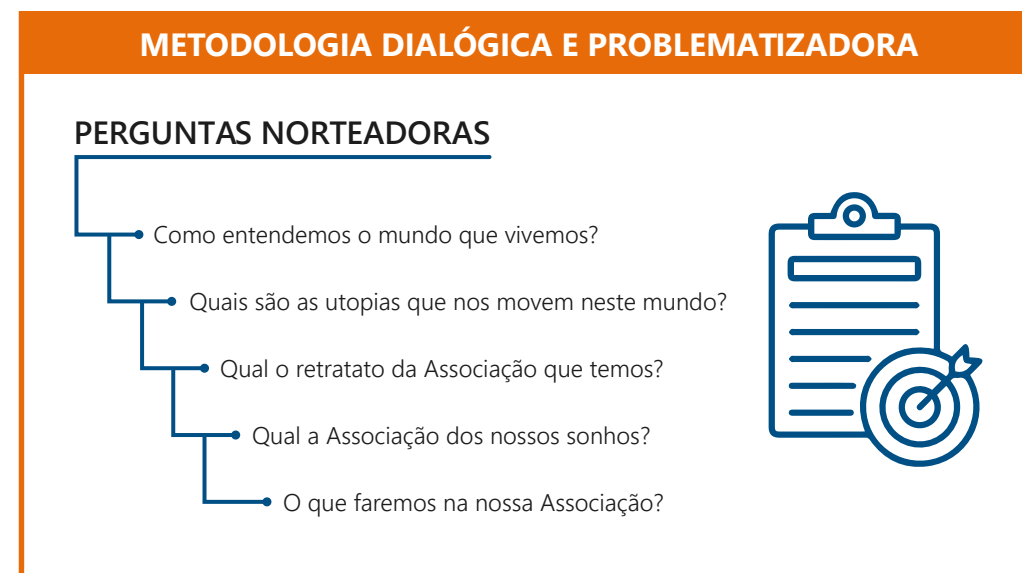 METODOLOGIA DIALÓGICA E PROBLEMATIZADORA
PERGUNTAS NORTEADORAS
Como entendemos o mundo que vivemos?
Quais são as utopias que nos movem neste mundo?
Qual o retratato da Associação que temos?
Qual a Associação dos nossos sonhos?
O que faremos na nossa Associação?